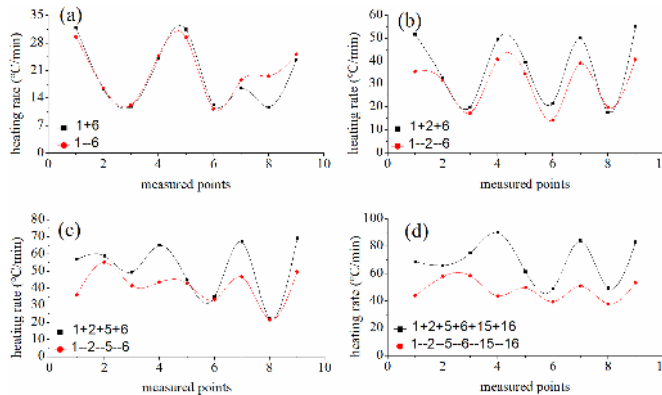 (a)
heating rate (°C/min)
35
28
21
14
7
0
1+6
1--6
0 2 4 6 8 10
measured points
(b)
heating rate (°C/min)
60
50
40
30
20
10
0
1+2+6
1--2--6
0 2 4 6 8 10
measured points
(c)
heating rate (°C/min)
80
70
60
50
40
30
20
10
0
1+2+5+6
1--2--5--6
0 2 4 6 8 10
measured points
(d)
heating rate (°C/min)
100
80
60
40
20
0
1+2+5+6+15+16
1--2--5--6--15--16
0 2 4 6 8 1
measured points